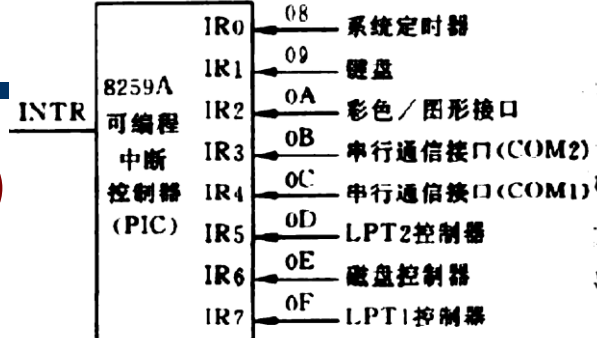 IR0 08 系统定时器
IR1 09 键盘
8259A
INTR
IR2 0A 彩色／图形接口
可编程
IR3 0B 串行通信接口(COM2)
中断
控制器
IR4 0C 串行通信接口(COM1)
(PIC)
IR5 0D LPT2控制器
IR6 0E 磁盘控制器
IR7 0F LPT1控制器